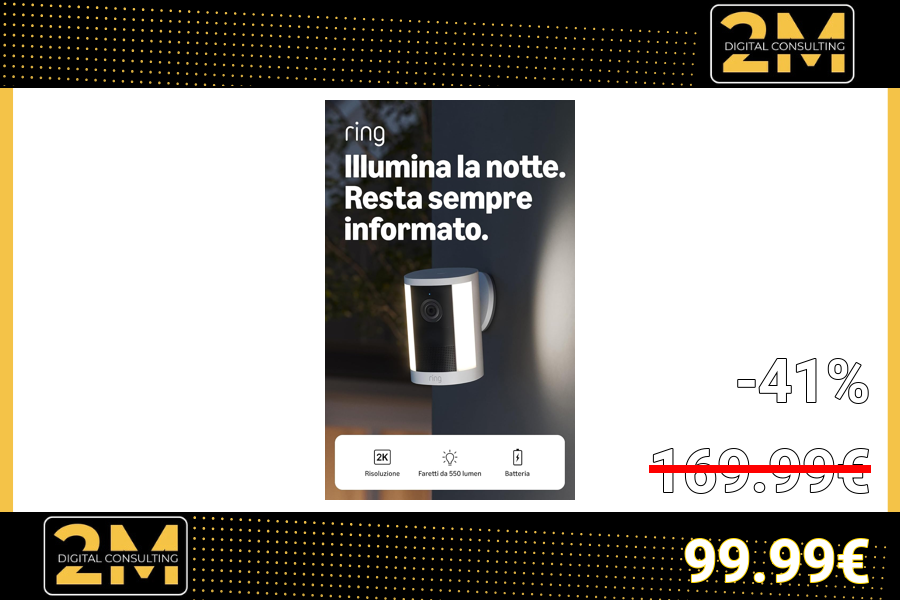 2M
DIGITAL CONSULTING
ring
Illumina la notte.
Resta sempre
informato.
ring
-41%
169.99€
2K
Risoluzione
Faretti da 550 lumen
Batteria
2M
DIGITAL CONSULTING
99.99€